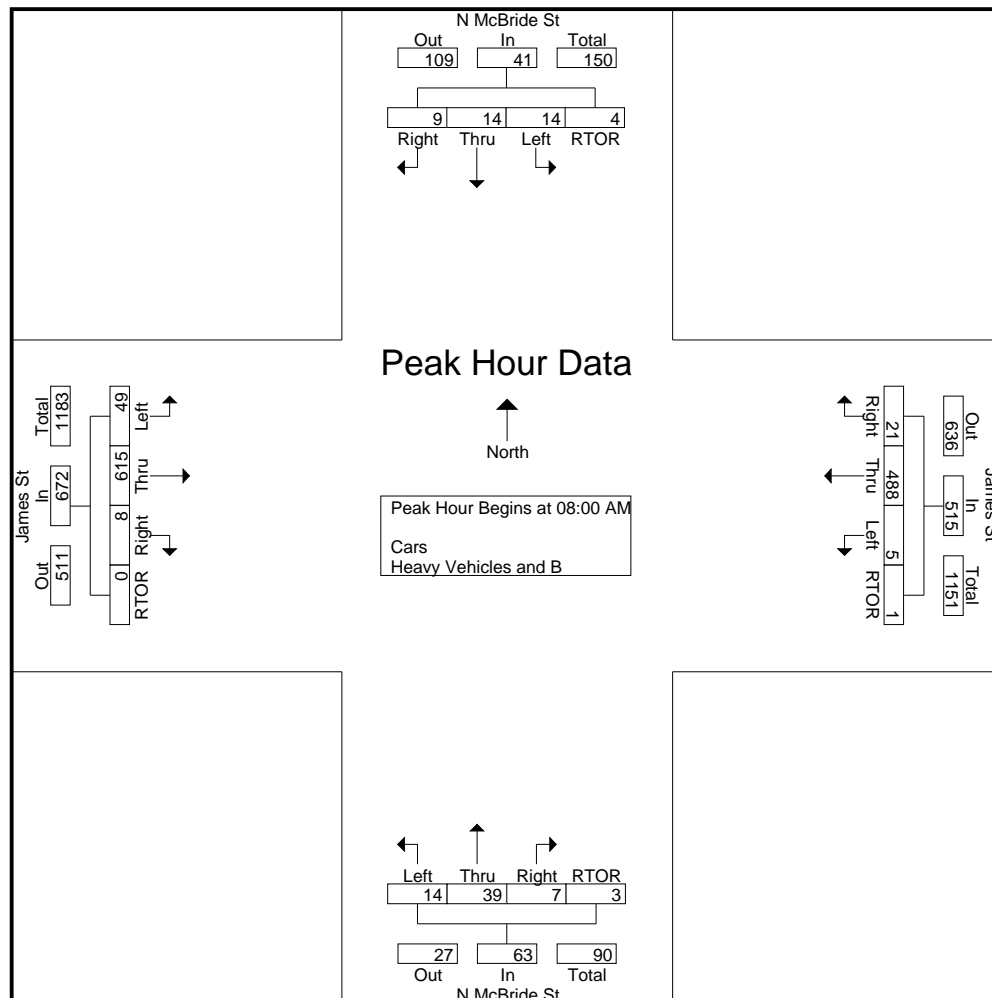 N McBride St
Out In Total
109 41 150
9 14 14 4
Right Thru Left RTOR
Peak Hour Data
North
Peak Hour Begins at 08:00 AM
Cars
Heavy Vehicles and B
James St
Total In Out
1183 672 511
49 615 8 0
Left Thru Right RTOR
James St
Out In Total
636 515 1151
21 488 5 1
Right Thru Left RTOR
Left Thru Right RTOR
14 39 7 3
27 63 90
Out In Total
N McBride St